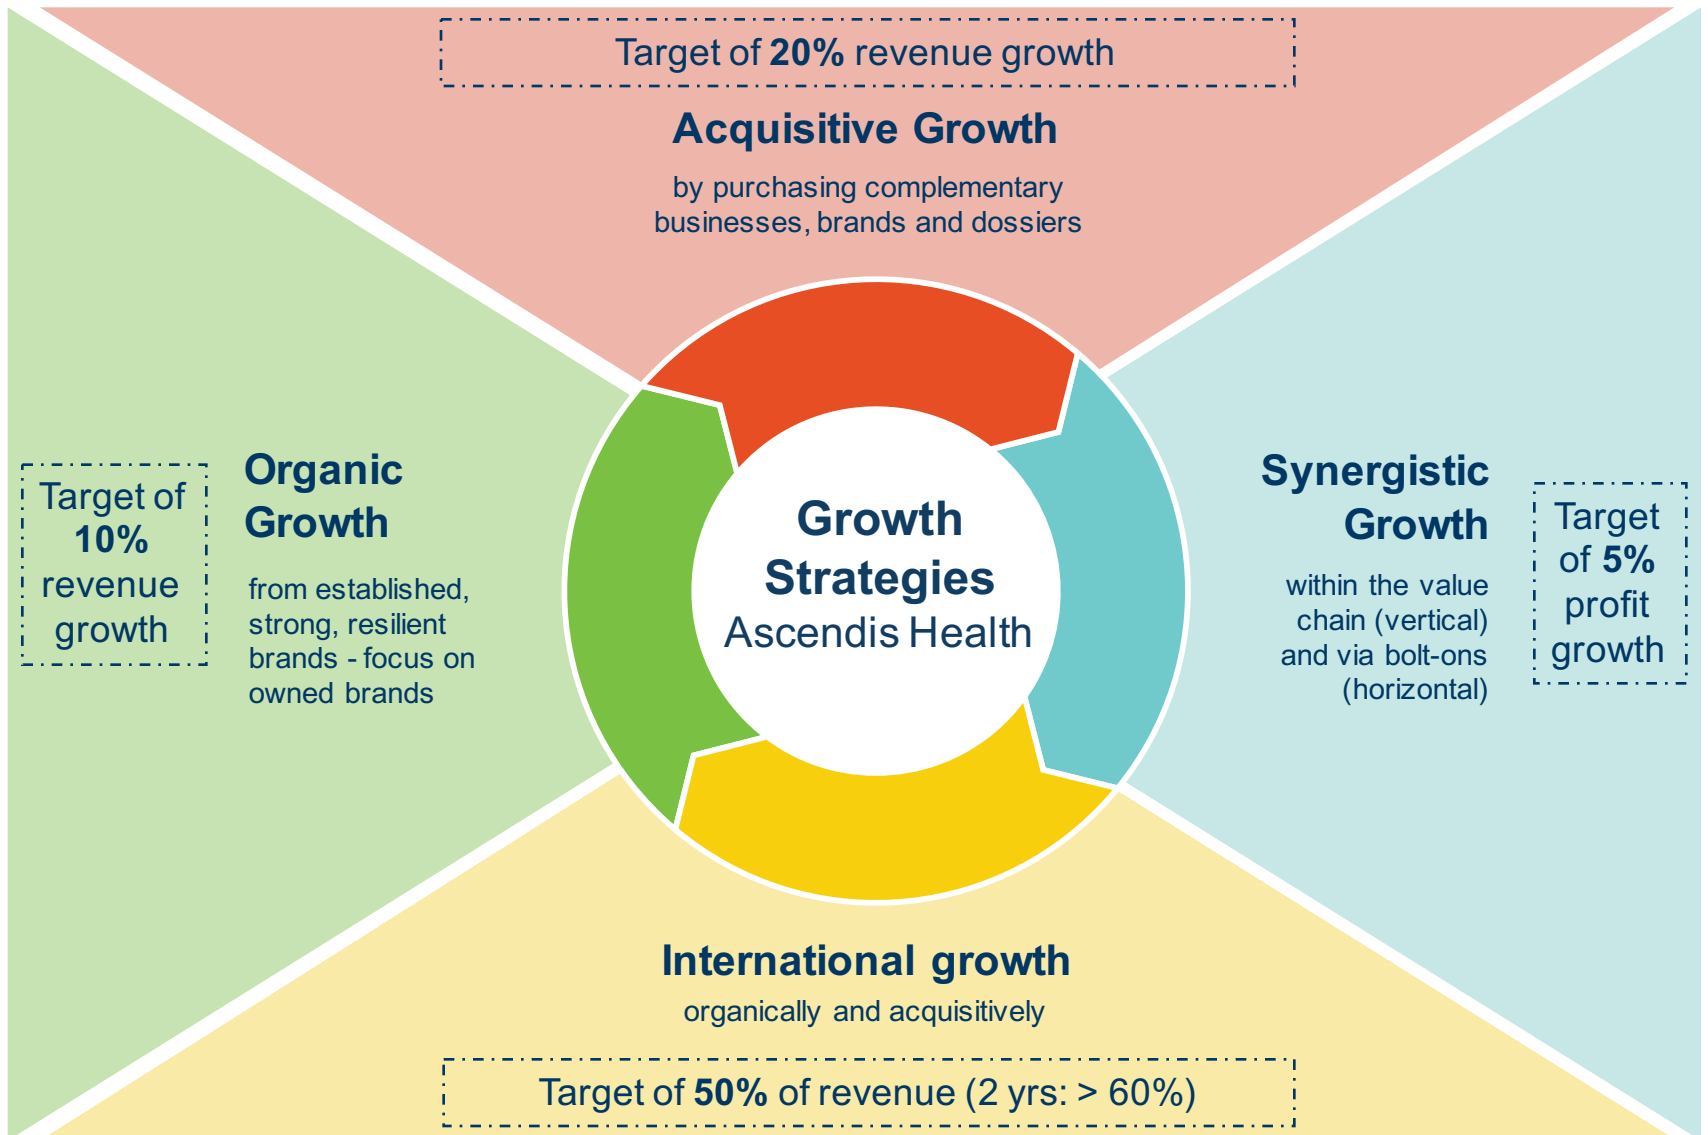 Target of 20% revenue growth
Acquisitive Growth
by purchasing complementary
businesses, brands and dossiers
Organic
Growth
from established,
strong, resilient
brands - focus on
owned brands
Target of
10%
revenue
growth
Growth
Strategies
Ascendis Health
Synergistic
Growth
within the value
chain (vertical)
and via bolt-ons
(horizontal)
Target
of 5%
profit
growth
International growth
organically and acquisitively
Target of 50% of revenue (2 yrs: > 60%)